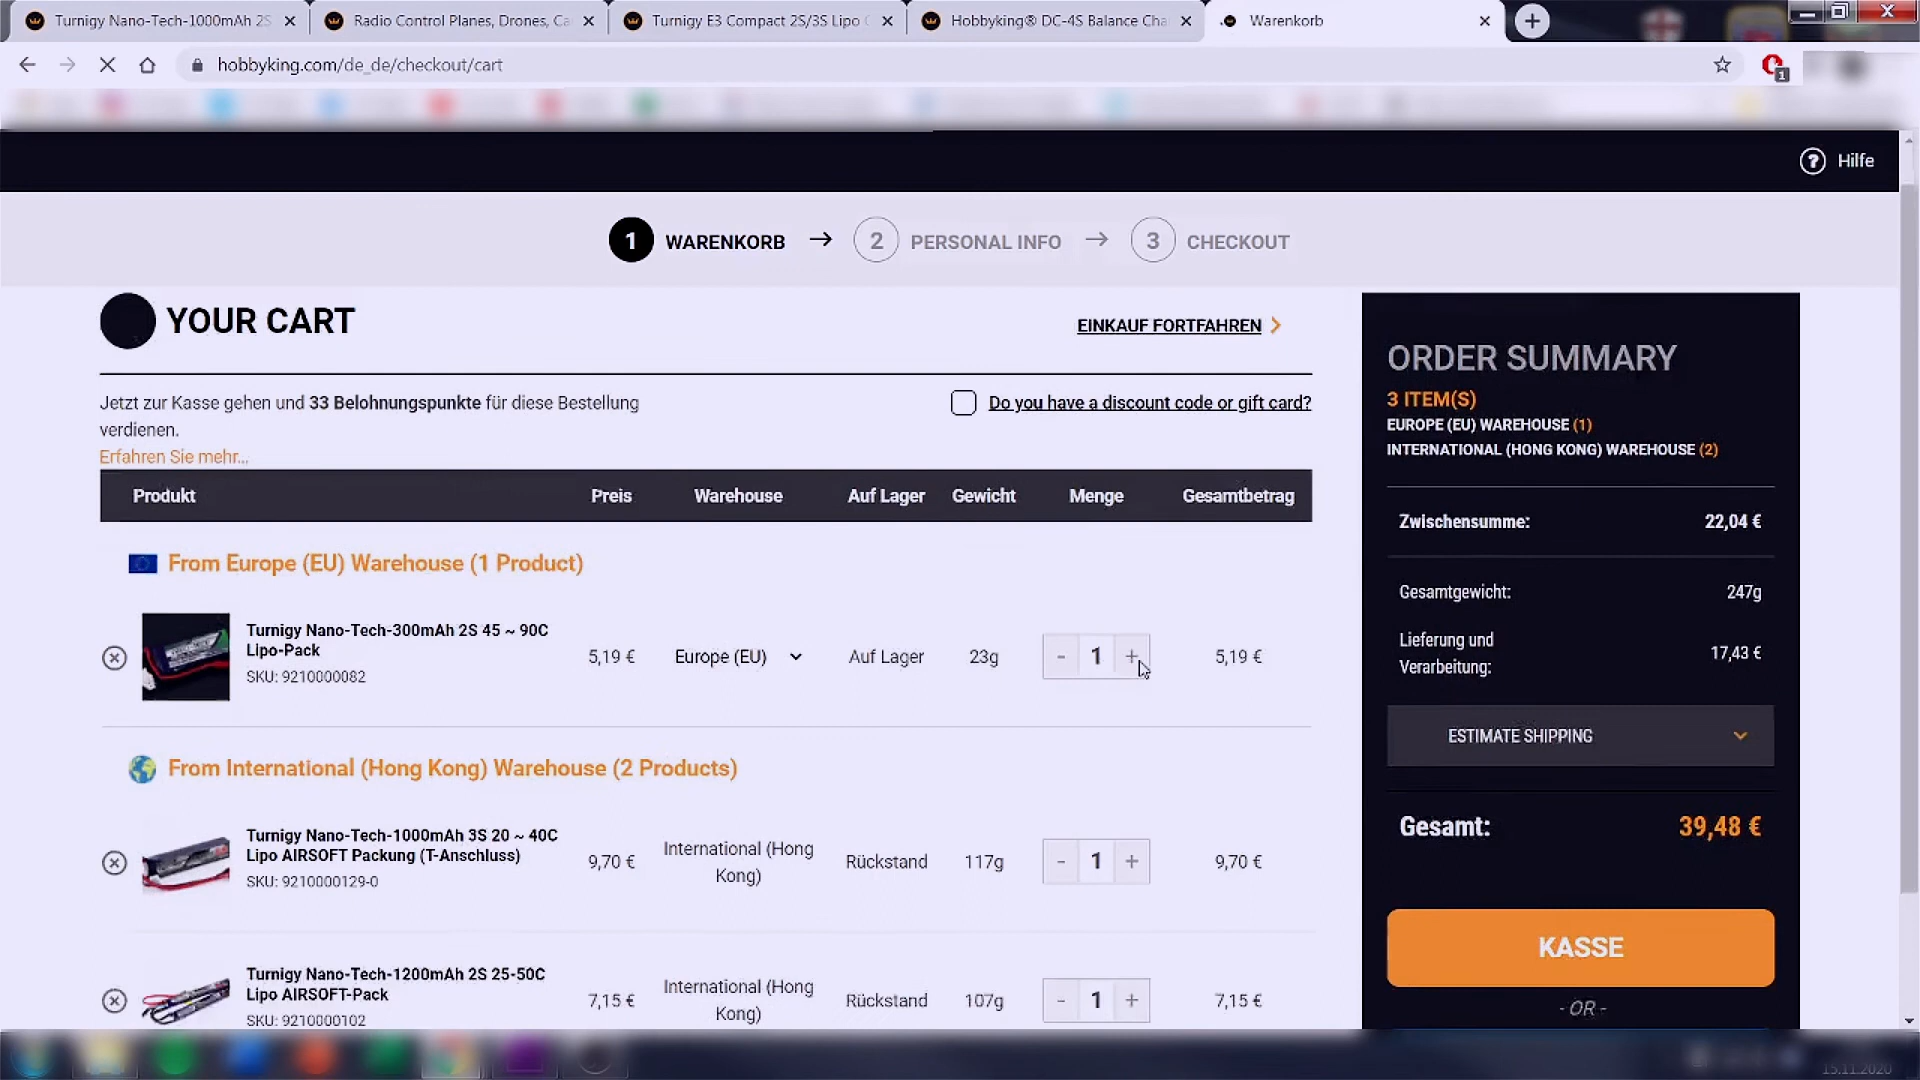 Turnigy Nano-Tech-1000mAh 2S
Radio Control Planes, Drones, Ca
Turnigy E3 Compact 2S/3S Lipo C
Hobbyking® DC-4S Balance Cha
Warenkorb
hobbyking.com/de_de/checkout/cart
1
? Hilfe
1 WARENKORB → 2 PERSONAL INFO → 3 CHECKOUT
YOUR CART
EINKAUF FORTFAHREN
Jetzt zur Kasse gehen und 33 Belohnungspunkte für diese Bestellung
verdienen.
Erfahren Sie mehr...
Do you have a discount code or gift card?
Produkt Preis Warehouse Auf Lager Gewicht Menge Gesamtbetrag
From Europe (EU) Warehouse (1 Product)
Turnigy Nano-Tech-300mAh 2S 45 ~ 90C
Lipo-Pack
SKU: 9210000082
5,19 € Europe (EU) Auf Lager 23g - 1 + 5,19 €
From International (Hong Kong) Warehouse (2 Products)
Turnigy Nano-Tech-1000mAh 3S 20 ~ 40C
Lipo AIRSOFT Packung (T-Anschluss)
SKU: 9210000129-0
9,70 € International (Hong
Kong) Rückstand 117g - 1 + 9,70 €
Turnigy Nano-Tech-1200mAh 2S 25-50C
Lipo AIRSOFT-Pack
SKU: 9210000102
7,15 € International (Hong
Kong) Rückstand 107g - 1 + 7,15 €
ORDER SUMMARY
3 ITEM(S)
EUROPE (EU) WAREHOUSE (1)
INTERNATIONAL (HONG KONG) WAREHOUSE (2)
Zwischensumme: 22,04 €
Gesamtgewicht: 247g
Lieferung und
Verarbeitung: 17,43 €
ESTIMATE SHIPPING
Gesamt: 39,48 €
KASSE
- OR -
15.11.2020